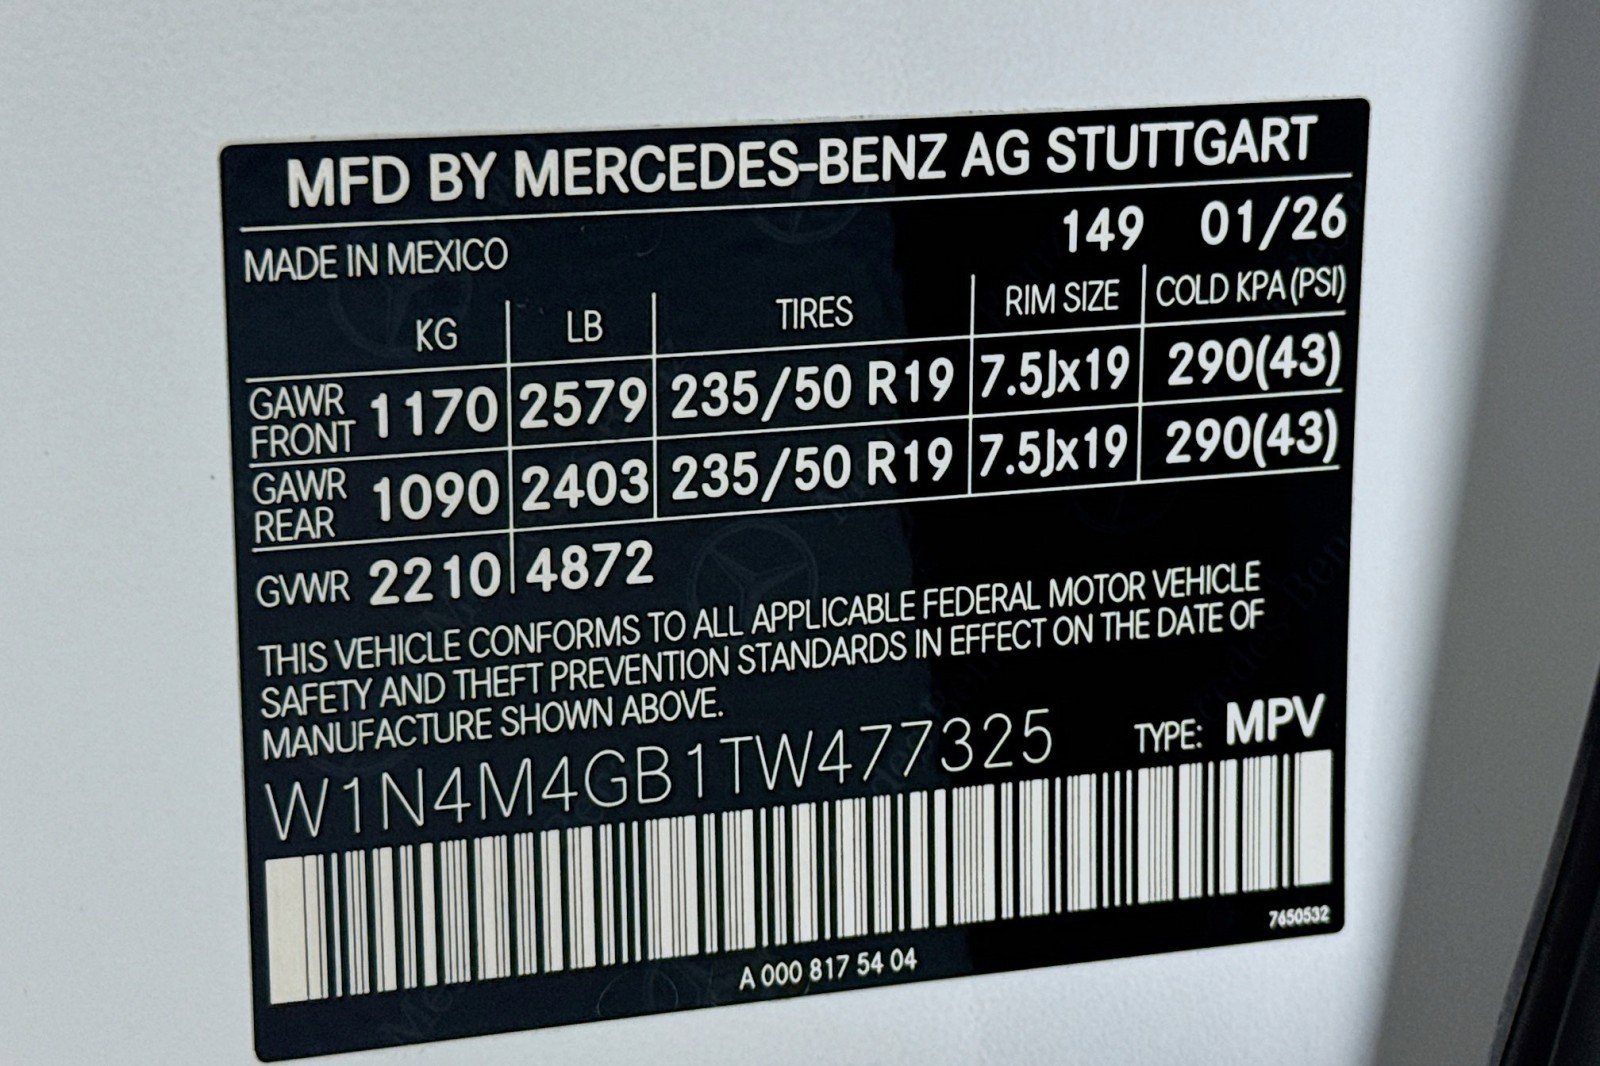 MFD BY MERCEDES-BENZ AG STUTTGART
MADE IN MEXICO 149 01/26
KG LB TIRES RIM SIZE COLD KPA(PSI)
GAWR FRONT 1170 2579 235/50 R19 7.5Jx19 290(43)
GAWR REAR 1090 2403 235/50 R19 7.5Jx19 290(43)
GVWR 2210 4872
THIS VEHICLE CONFORMS TO ALL APPLICABLE FEDERAL MOTOR VEHICLE
SAFETY AND THEFT PREVENTION STANDARDS IN EFFECT ON THE DATE OF
MANUFACTURE SHOWN ABOVE.
W1N4M4GB1TW477325 TYPE: MPV
7650532
A 000 817 54 04